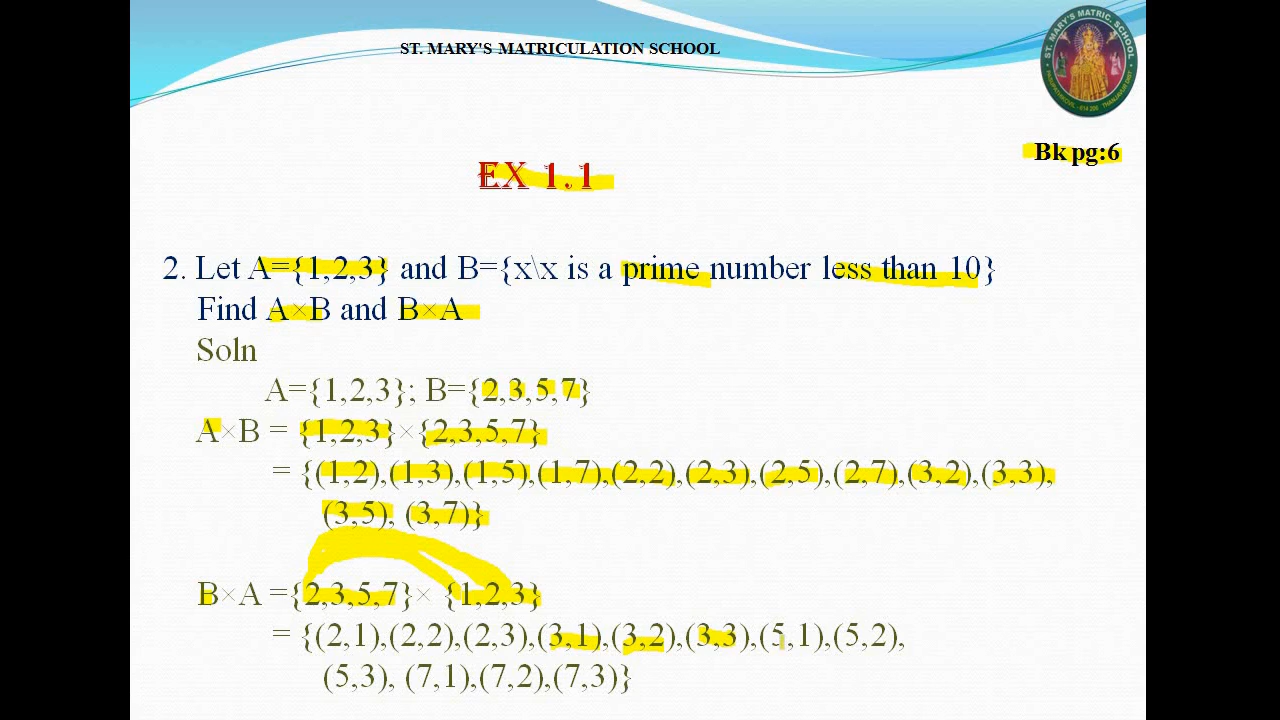 ST. MARY'S MATRICULATION SCHOOL
ST. MARY'S MATRIC. SCHOOL
Bk pg:6
EX 1.1
2. Let A={1,2,3} and B={x\x is a prime number less than 10}
Find A×B and B×A
Soln
A={1,2,3}; B={2,3,5,7}
A×B = {1,2,3}×{2,3,5,7}
= {(1,2),(1,3),(1,5),(1,7),(2,2),(2,3),(2,5),(2,7),(3,2),(3,3),
(3,5), (3,7)}
B×A ={2,3,5,7}× {1,2,3}
= {(2,1),(2,2),(2,3),(3,1),(3,2),(3,3),(5,1),(5,2),
(5,3), (7,1),(7,2),(7,3)}